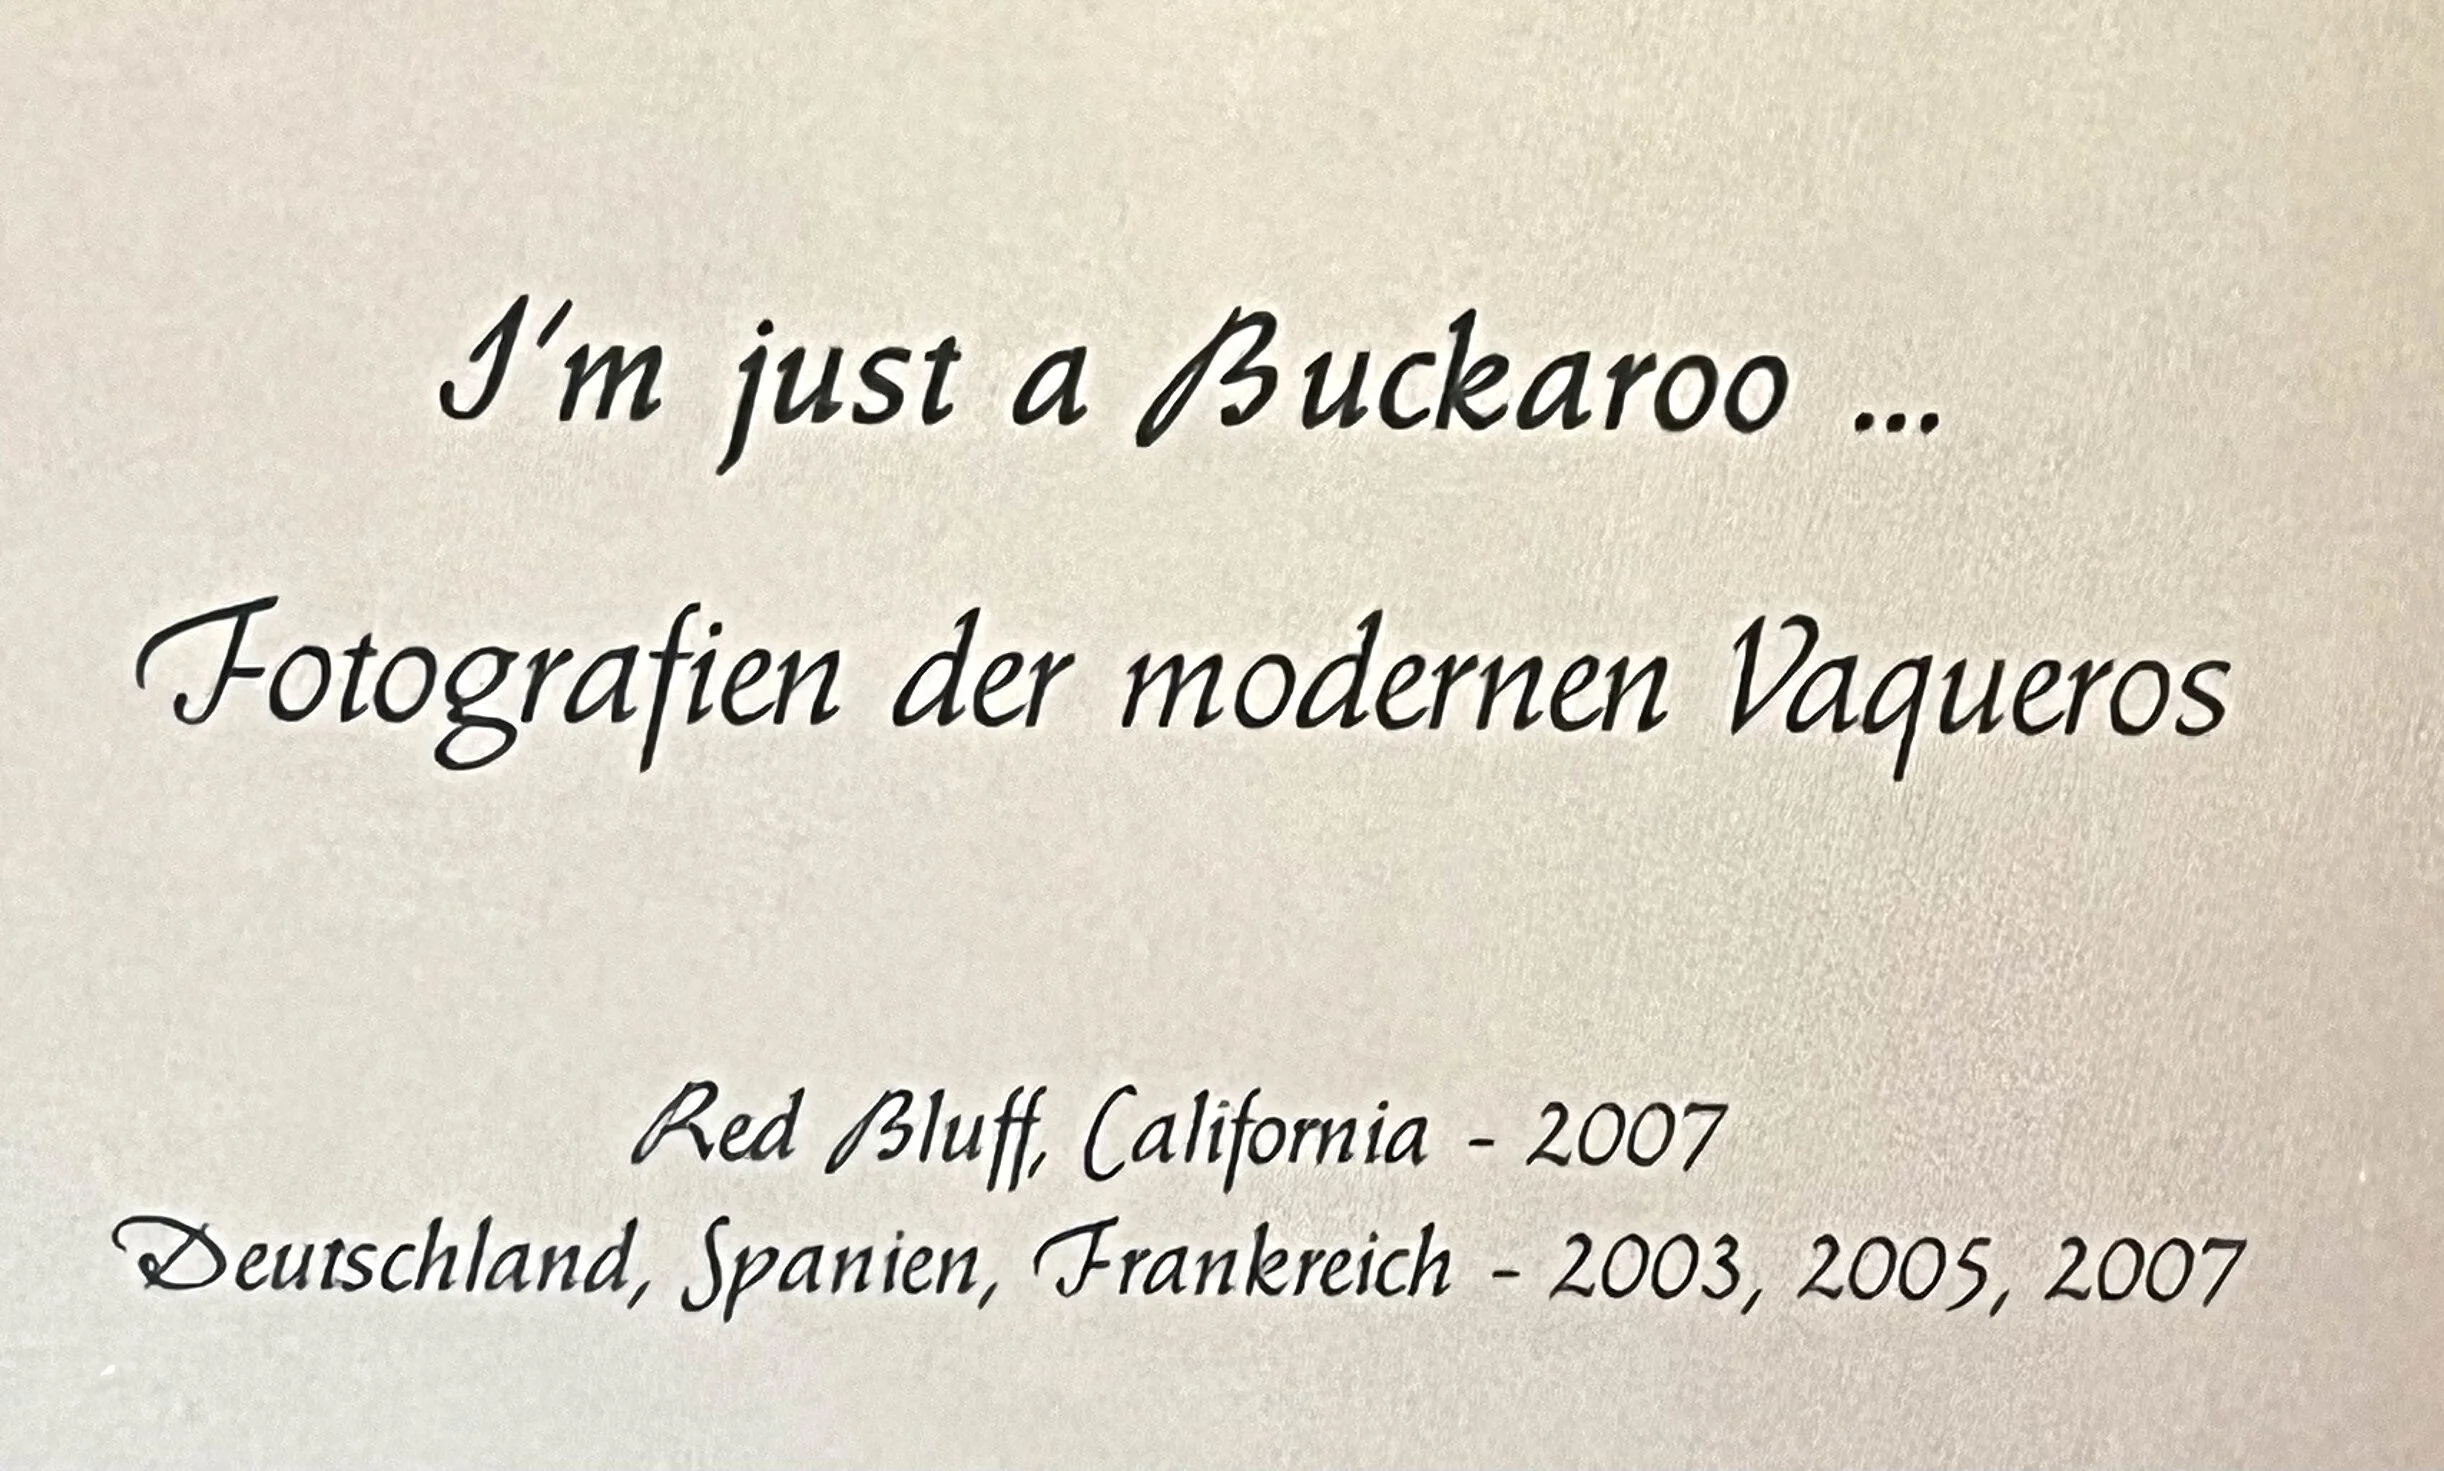 I'm just a Buckaroo ...
Fotografien der modernen Vaqueros
Red Bluff, California - 2007
Deutschland, Spanien, Frankreich - 2003, 2005, 2007